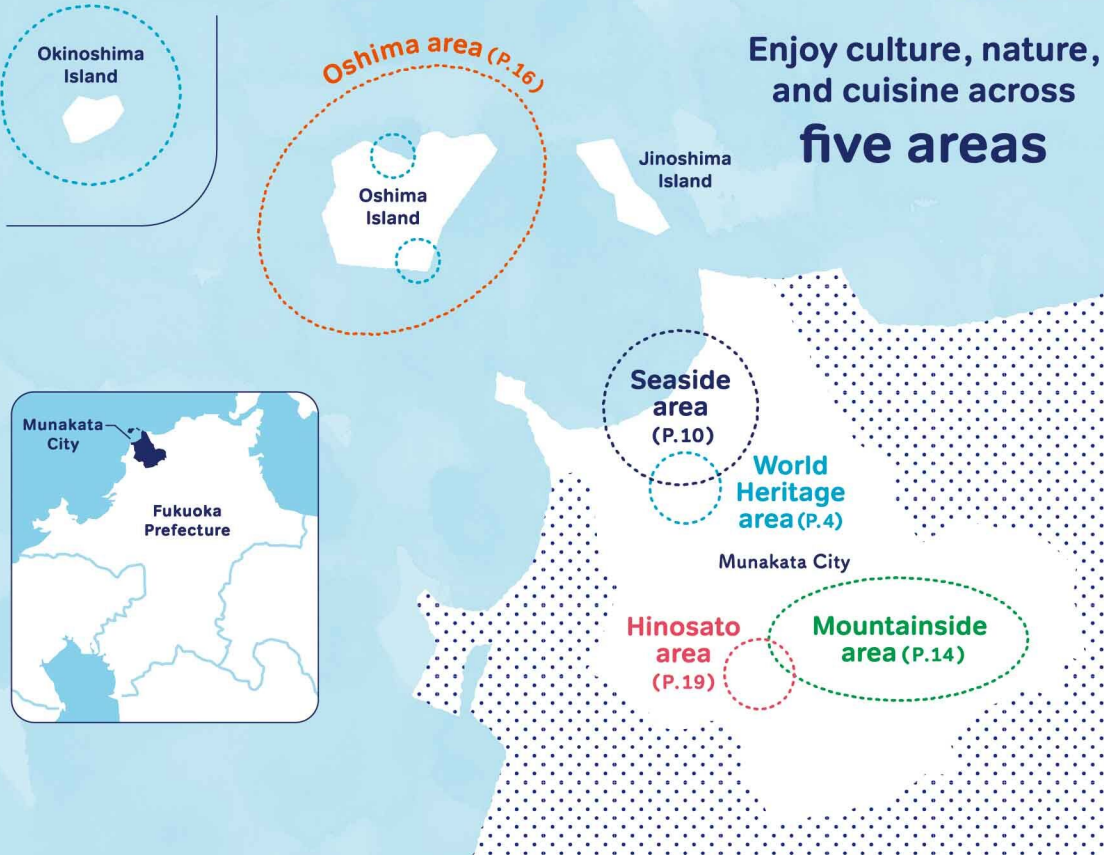 Okinoshima
Island
Oshima area (P.16)
Enjoy culture, nature,
and cuisine across
five areas
Oshima
Island
Jinoshima
Island
Seaside
area
(P.10)
World
Heritage
area (P.4)
Munakata City
Hinosato
area
(P.19)
Mountainside
area (P.14)
Munakata
City
Fukuoka
Prefecture